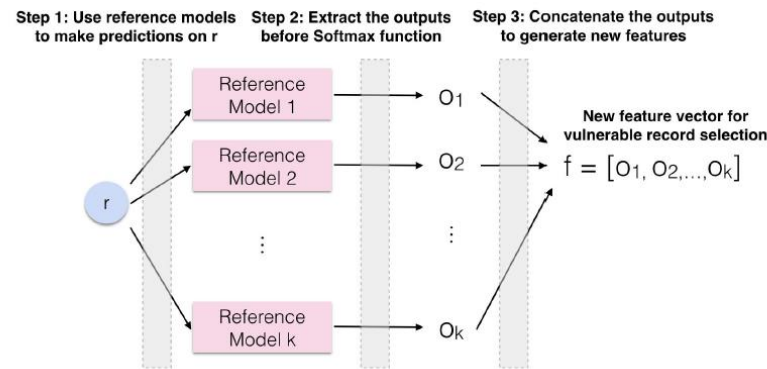 Step 1: Use reference models
to make predictions on r
Step 2: Extract the outputs
before Softmax function
Step 3: Concatenate the outputs
to generate new features
Reference
Model 1
O1
New feature vector for
vulnerable record selection
Reference
Model 2
O2
f = [O1, O2,...,Ok]
r
⋮
⋮
Reference
Model k
Ok